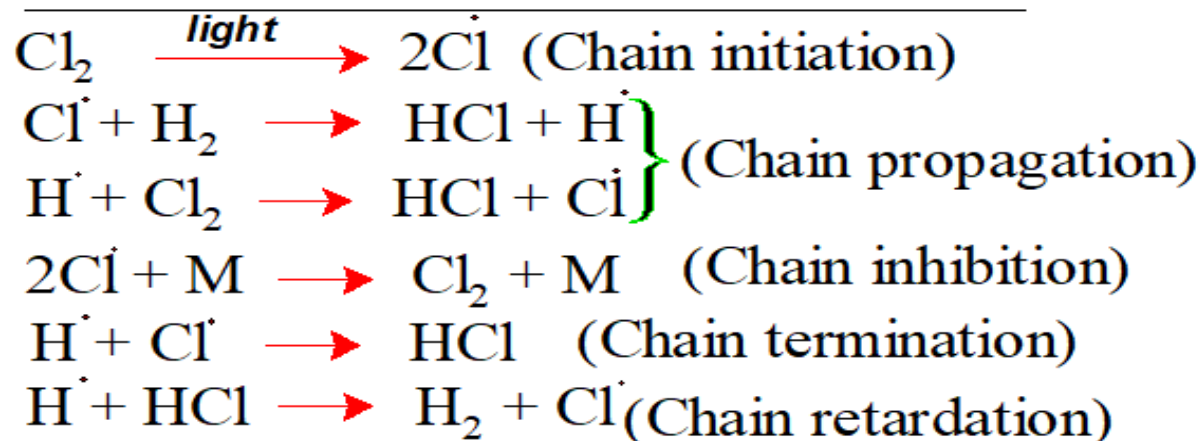 Cl₂ light → 2Cl˙ (Chain initiation)
Cl˙ + H₂ → HCl + H˙
(Chain propagation)
H˙ + Cl₂ → HCl + Cl˙
2Cl˙ + M → Cl₂ + M (Chain inhibition)
H˙ + Cl˙ → HCl (Chain termination)
H˙ + HCl → H₂ + Cl˙ (Chain retardation)